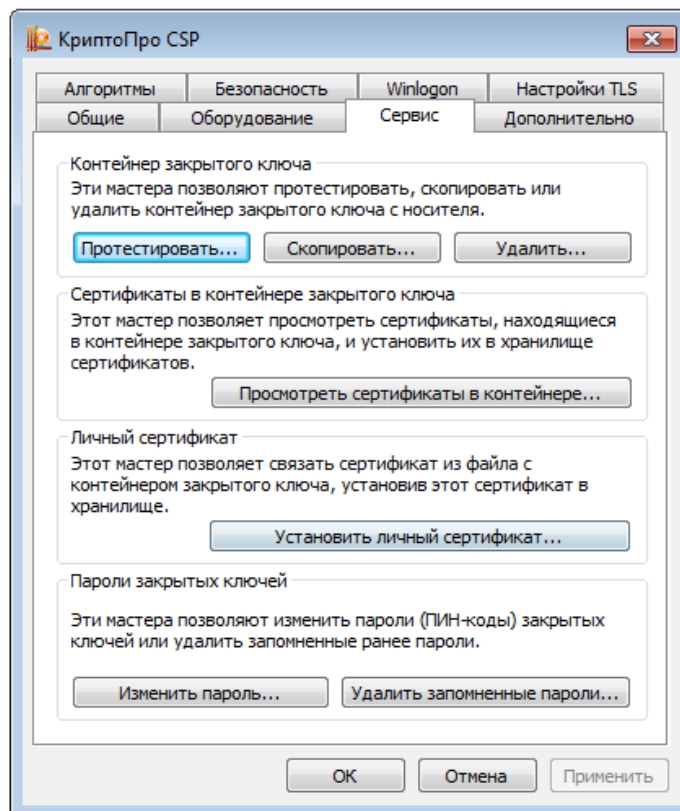 КриптоПро CSP
Алгоритмы Безопасность Winlogon Настройки TLS
Общие Оборудование Сервис Дополнительно
Контейнер закрытого ключа
Эти мастера позволяют протестировать, скопировать или
удалить контейнер закрытого ключа с носителя.
Протестировать... Скопировать... Удалить...
Сертификаты в контейнере закрытого ключа
Этот мастер позволяет просмотреть сертификаты, находящиеся
в контейнере закрытого ключа, и установить их в хранилище
сертификатов.
Просмотреть сертификаты в контейнере...
Личный сертификат
Этот мастер позволяет связать сертификат из файла с
контейнером закрытого ключа, установив этот сертификат в
хранилище.
Установить личный сертификат...
Пароли закрытых ключей
Эти мастера позволяют изменить пароли (ПИН-коды) закрытых
ключей или удалить запомненные ранее пароли.
Изменить пароль... Удалить запомненные пароли...
ОК Отмена Применить